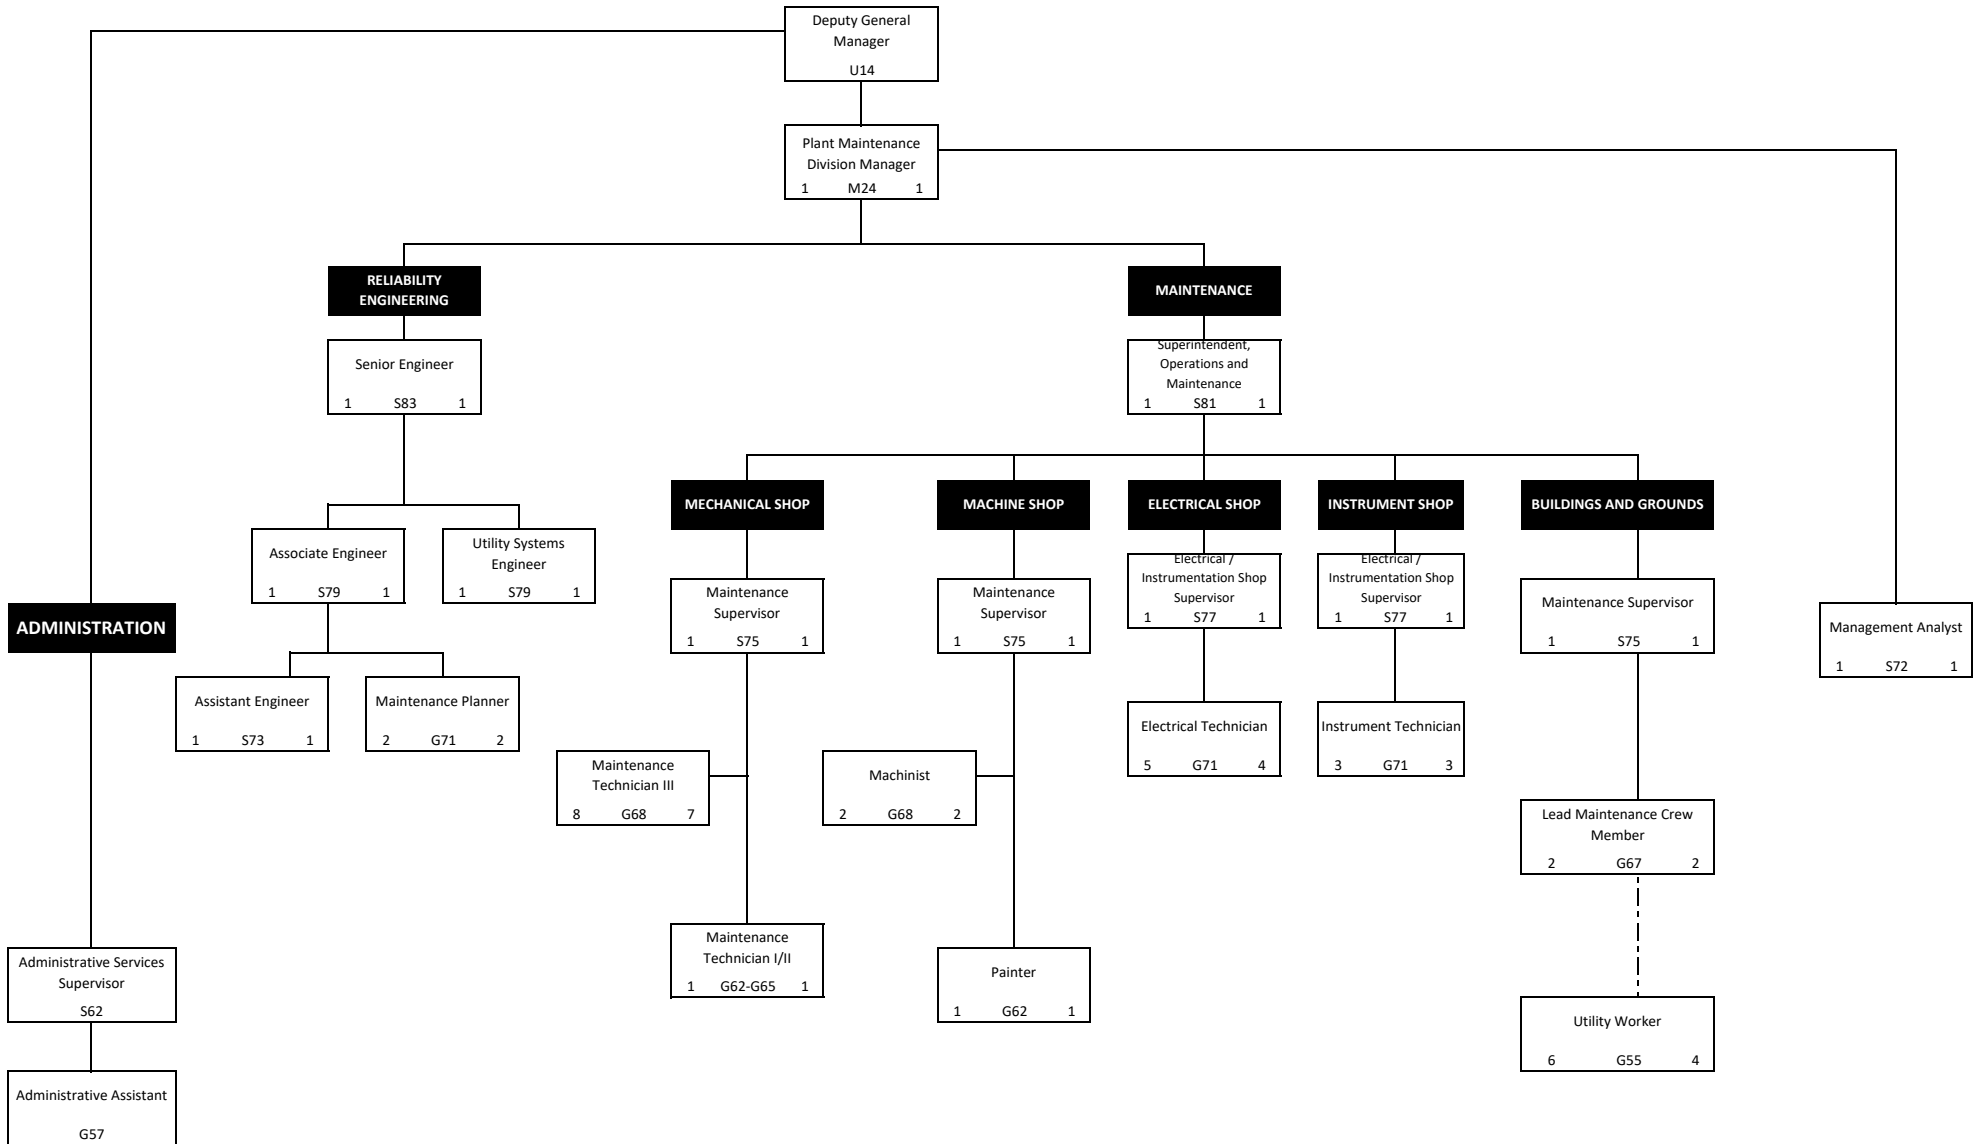 Deputy General
Manager
U14
Plant Maintenance
Division Manager
1 M24 1
RELIABILITY
ENGINEERING
MAINTENANCE
Senior Engineer
1 S83 1
Superintendent,
Operations and
Maintenance
1 S81 1
MECHANICAL SHOP
MACHINE SHOP
ELECTRICAL SHOP
INSTRUMENT SHOP
BUILDINGS AND GROUNDS
Associate Engineer
1 S79 1
Utility Systems
Engineer
1 S79 1
Maintenance
Supervisor
1 S75 1
Maintenance
Supervisor
1 S75 1
Electrical /
Instrumentation Shop
Supervisor
1 S77 1
Electrical /
Instrumentation Shop
Supervisor
1 S77 1
Maintenance Supervisor
1 S75 1
ADMINISTRATION
Management Analyst
1 S72 1
Assistant Engineer
1 S73 1
Maintenance Planner
2 G71 2
Electrical Technician
5 G71 4
Instrument Technician
3 G71 3
Maintenance
Technician III
8 G68 7
Machinist
2 G68 2
Lead Maintenance Crew
Member
2 G67 2
Maintenance
Technician I/II
1 G62-G65 1
Painter
1 G62 1
Administrative Services
Supervisor
S62
Utility Worker
6 G55 4
Administrative Assistant
G57